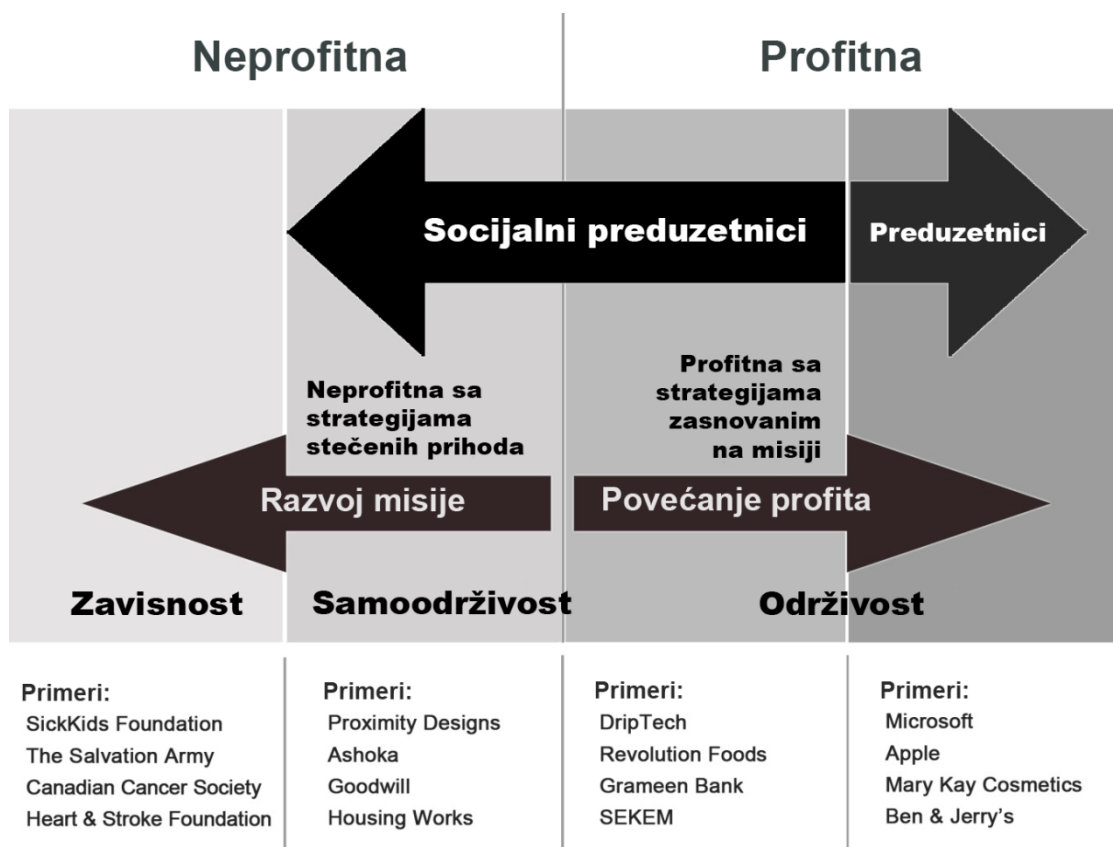 Neprofitna
Profitna
Socijalni preduzetnici
Preduzetnici
Neprofitna sa
strategijama
stečenih prihoda
Profitna sa
strategijama
zasnovanim
na misiji
Razvoj misije
Povećanje profita
Zavisnost
Samoodrživost
Održivost
Primeri:
SickKids Foundation
The Salvation Army
Canadian Cancer Society
Heart & Stroke Foundation
Primeri:
Proximity Designs
Ashoka
Goodwill
Housing Works
Primeri:
DripTech
Revolution Foods
Grameen Bank
SEKEM
Primeri:
Microsoft
Apple
Mary Kay Cosmetics
Ben & Jerry's